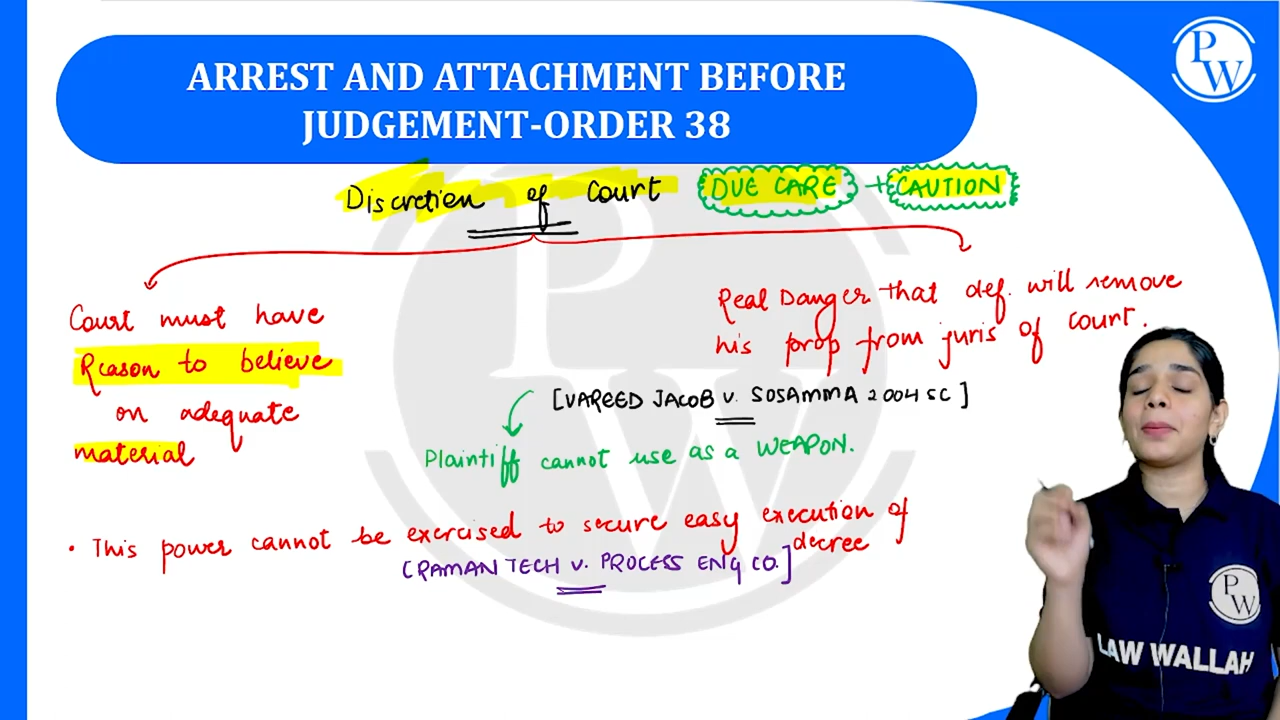 ARREST AND ATTACHMENT BEFORE
JUDGEMENT-ORDER 38
PW
Discretion of Court DUE CARE + CAUTION
Court must have
Reason to believe
on adequate
material
Real Danger that def. will remove
his prop from juris of court.
[VAREED JACOB v. SOSAMMA 2004 SC]
Plaintiff cannot use as a WEAPON.
• This power cannot be exercised to secure easy execution of
decree
[RAMAN TECH v. PROCESS ENG CO.]
PW
PW
LAW WALLAH